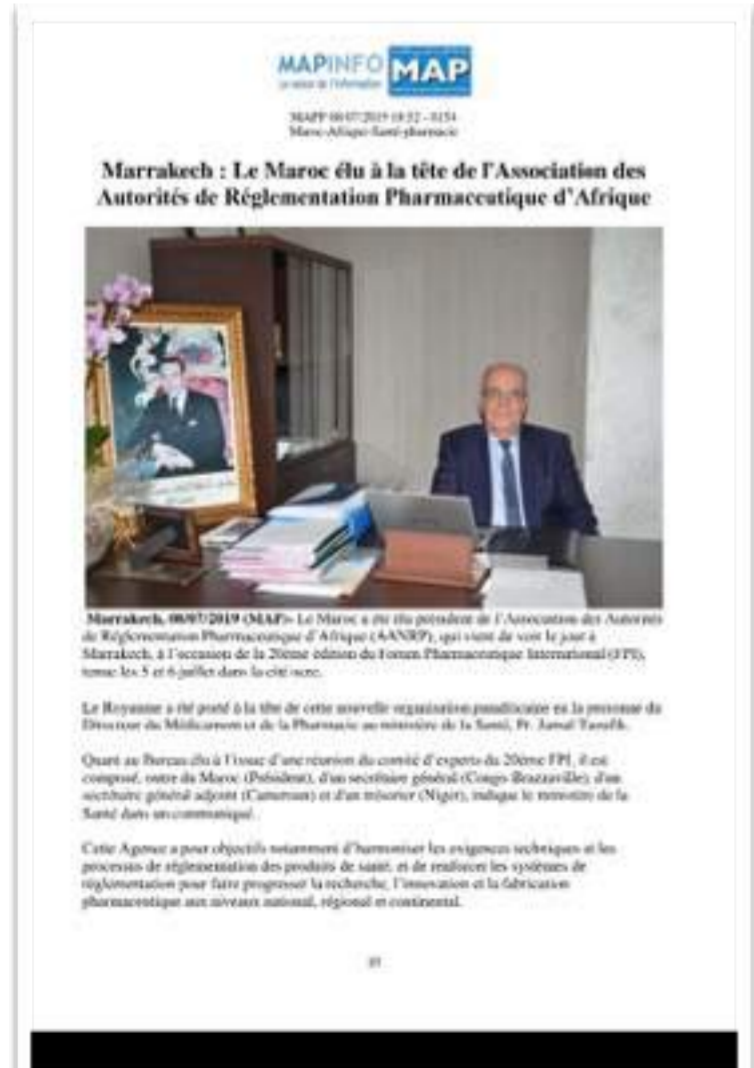 MAPINFO MAP
MAPP 08/07/2019 18:52 - 0154
Maroc-Afrique-Santé-pharmacie
Marrakech : Le Maroc élu à la tête de l'Association des
Autorités de Réglementation Pharmaceutique d'Afrique
Marrakech, 08/07/2019 (MAP)- Le Maroc a été élu président de l'Association des Autorités
de Réglementation Pharmaceutique d'Afrique (AANRP), qui vient de voir le jour à
Marrakech, à l'occasion de la 20ème édition du Forum Pharmaceutique International (FPI),
tenue les 5 et 6 juillet dans la cité ocre.
Le Royaume a été porté à la tête de cette nouvelle organisation panafricaine en la personne du
Directeur du Médicament et de la Pharmacie au ministère de la Santé, Pr. Jamal Taoufik.
Quant au Bureau élu à l'issue d'une réunion du comité d'experts du 20ème FPI, il est
composé, outre du Maroc (Président), d'un secrétaire général (Congo-Brazzaville), d'un
secrétaire général adjoint (Cameroun) et d'un trésorier (Niger), indique le ministère de la
Santé dans un communiqué.
Cette Agence a pour objectifs notamment d'harmoniser les exigences techniques et les
processus de réglementation des produits de santé, et de renforcer les systèmes de
réglementation pour faire progresser la recherche, l'innovation et la fabrication
pharmaceutique aux niveaux national, régional et continental.